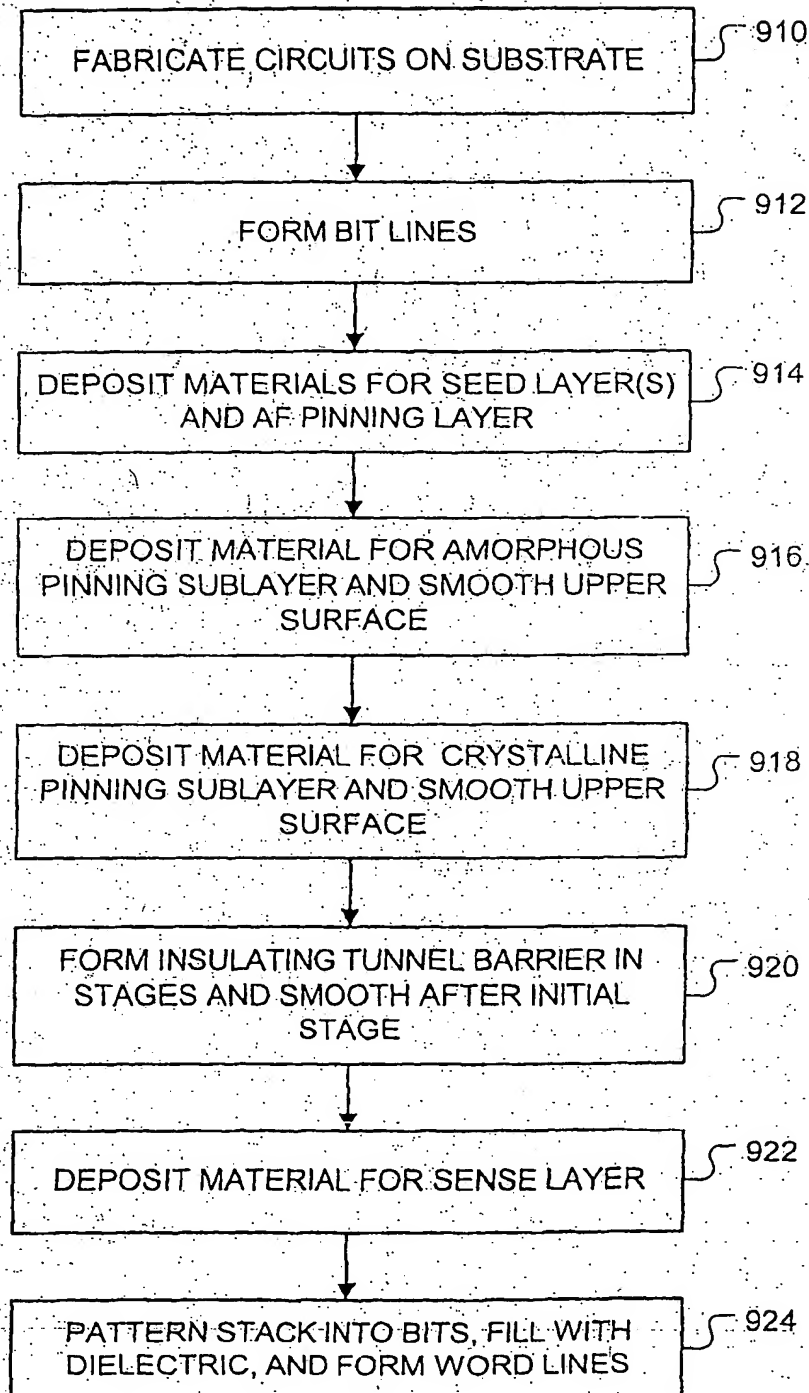 FABRICATE CIRCUITS ON SUBSTRATE
910
FORM BIT LINES
912
DEPOSIT MATERIALS FOR SEED LAYER(S)
AND AF PINNING LAYER
914
DEPOSIT MATERIAL FOR AMORPHOUS
PINNING SUBLAYER AND SMOOTH UPPER
SURFACE
916
DEPOSIT MATERIAL FOR CRYSTALLINE
PINNING SUBLAYER AND SMOOTH UPPER
SURFACE
918
FORM INSULATING TUNNEL BARRIER IN
STAGES AND SMOOTH AFTER INITIAL
STAGE
920
DEPOSIT MATERIAL FOR SENSE LAYER
922
PATTERN STACK INTO BITS, FILL WITH
DIELECTRIC, AND FORM WORD LINES
924